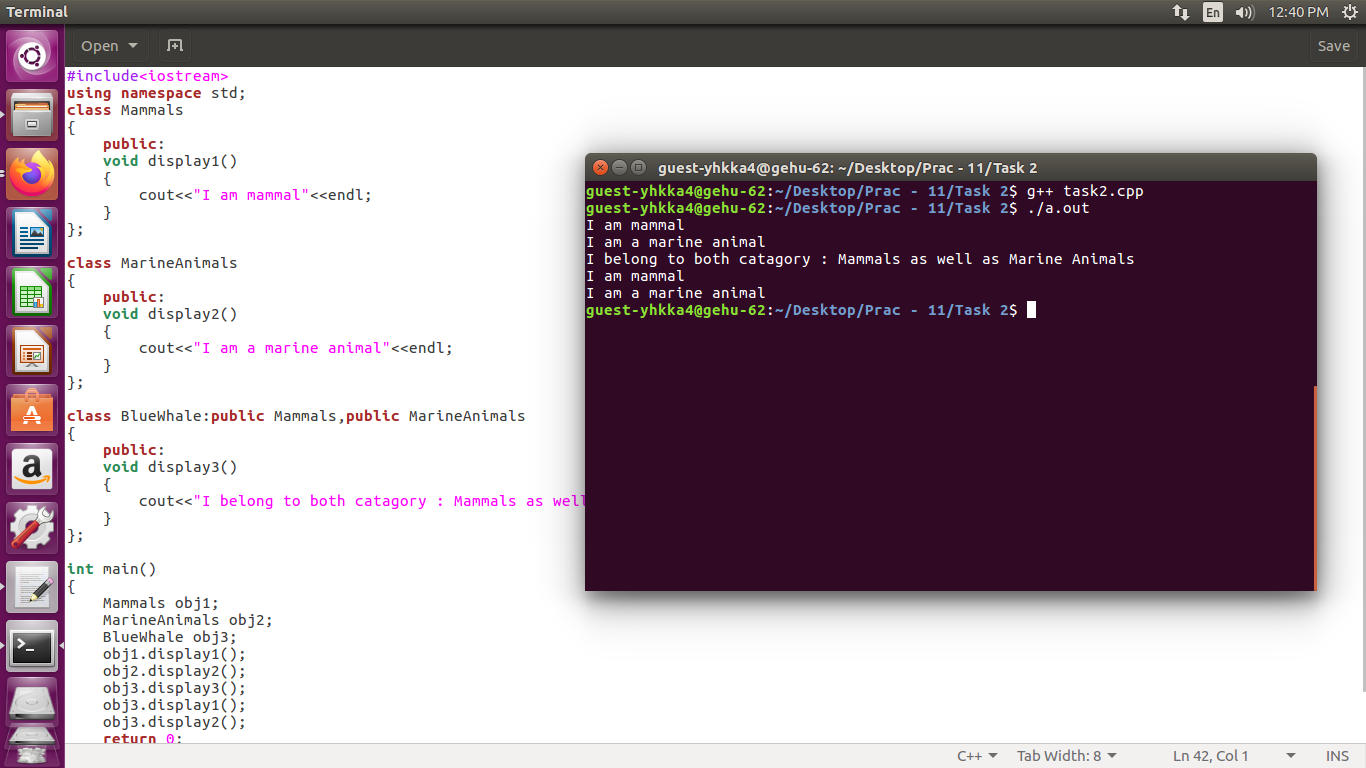 Terminal
En
12:40 PM
Open
Save
#include<iostream>
using namespace std;
class Mammals
{
    public:
    void display1()
    {
        cout<<"I am mammal"<<endl;
    }
};

class MarineAnimals
{
    public:
    void display2()
    {
        cout<<"I am a marine animal"<<endl;
    }
};

class BlueWhale:public Mammals,public MarineAnimals
{
    public:
    void display3()
    {
        cout<<"I belong to both catagory : Mammals as well
    }
};

int main()
{
    Mammals obj1;
    MarineAnimals obj2;
    BlueWhale obj3;
    obj1.display1();
    obj2.display2();
    obj3.display3();
    obj3.display1();
    obj3.display2();
    return 0;
guest-yhkka4@gehu-62: ~/Desktop/Prac - 11/Task 2
guest-yhkka4@gehu-62:~/Desktop/Prac - 11/Task 2$ g++ task2.cpp
guest-yhkka4@gehu-62:~/Desktop/Prac - 11/Task 2$ ./a.out
I am mammal
I am a marine animal
I belong to both catagory : Mammals as well as Marine Animals
I am mammal
I am a marine animal
guest-yhkka4@gehu-62:~/Desktop/Prac - 11/Task 2$
C++
Tab Width: 8
Ln 42, Col 1
INS